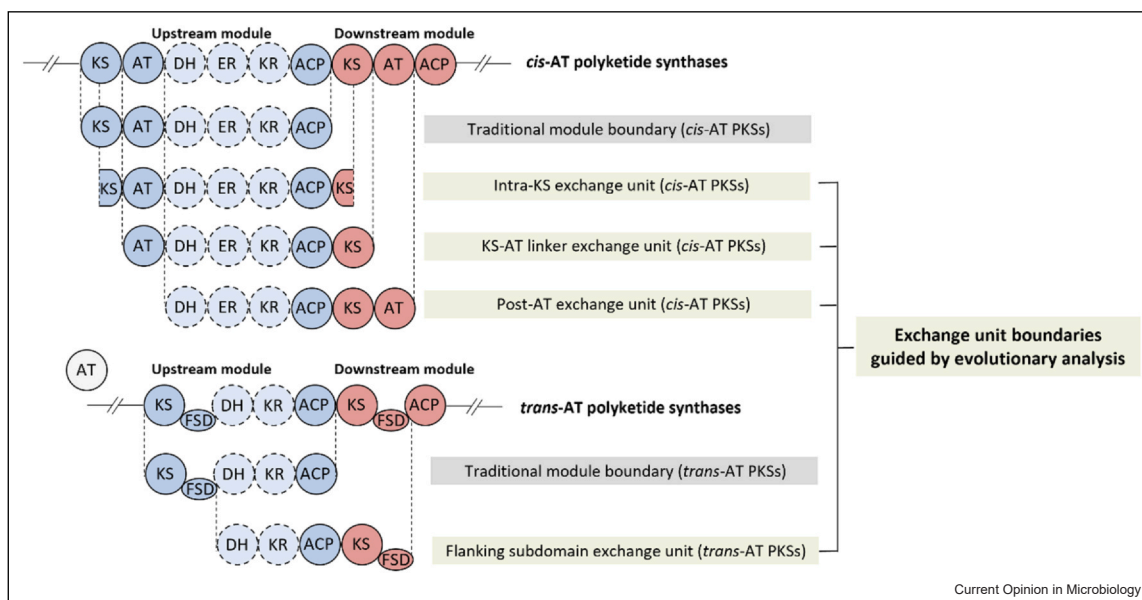 Upstream module Downstream module
KS AT DH ER KR ACP KS AT ACP
cis-AT polyketide synthases
KS AT DH ER KR ACP
Traditional module boundary (cis-AT PKSs)
KS AT DH ER KR ACP KS
Intra-KS exchange unit (cis-AT PKSs)
AT DH ER KR ACP KS
KS-AT linker exchange unit (cis-AT PKSs)
DH ER KR ACP KS AT
Post-AT exchange unit (cis-AT PKSs)
Exchange unit boundaries
guided by evolutionary analysis
AT
Upstream module Downstream module
KS FSD DH KR ACP KS FSD ACP
trans-AT polyketide synthases
KS FSD DH KR ACP
Traditional module boundary (trans-AT PKSs)
DH KR ACP KS FSD
Flanking subdomain exchange unit (trans-AT PKSs)
Current Opinion in Microbiology